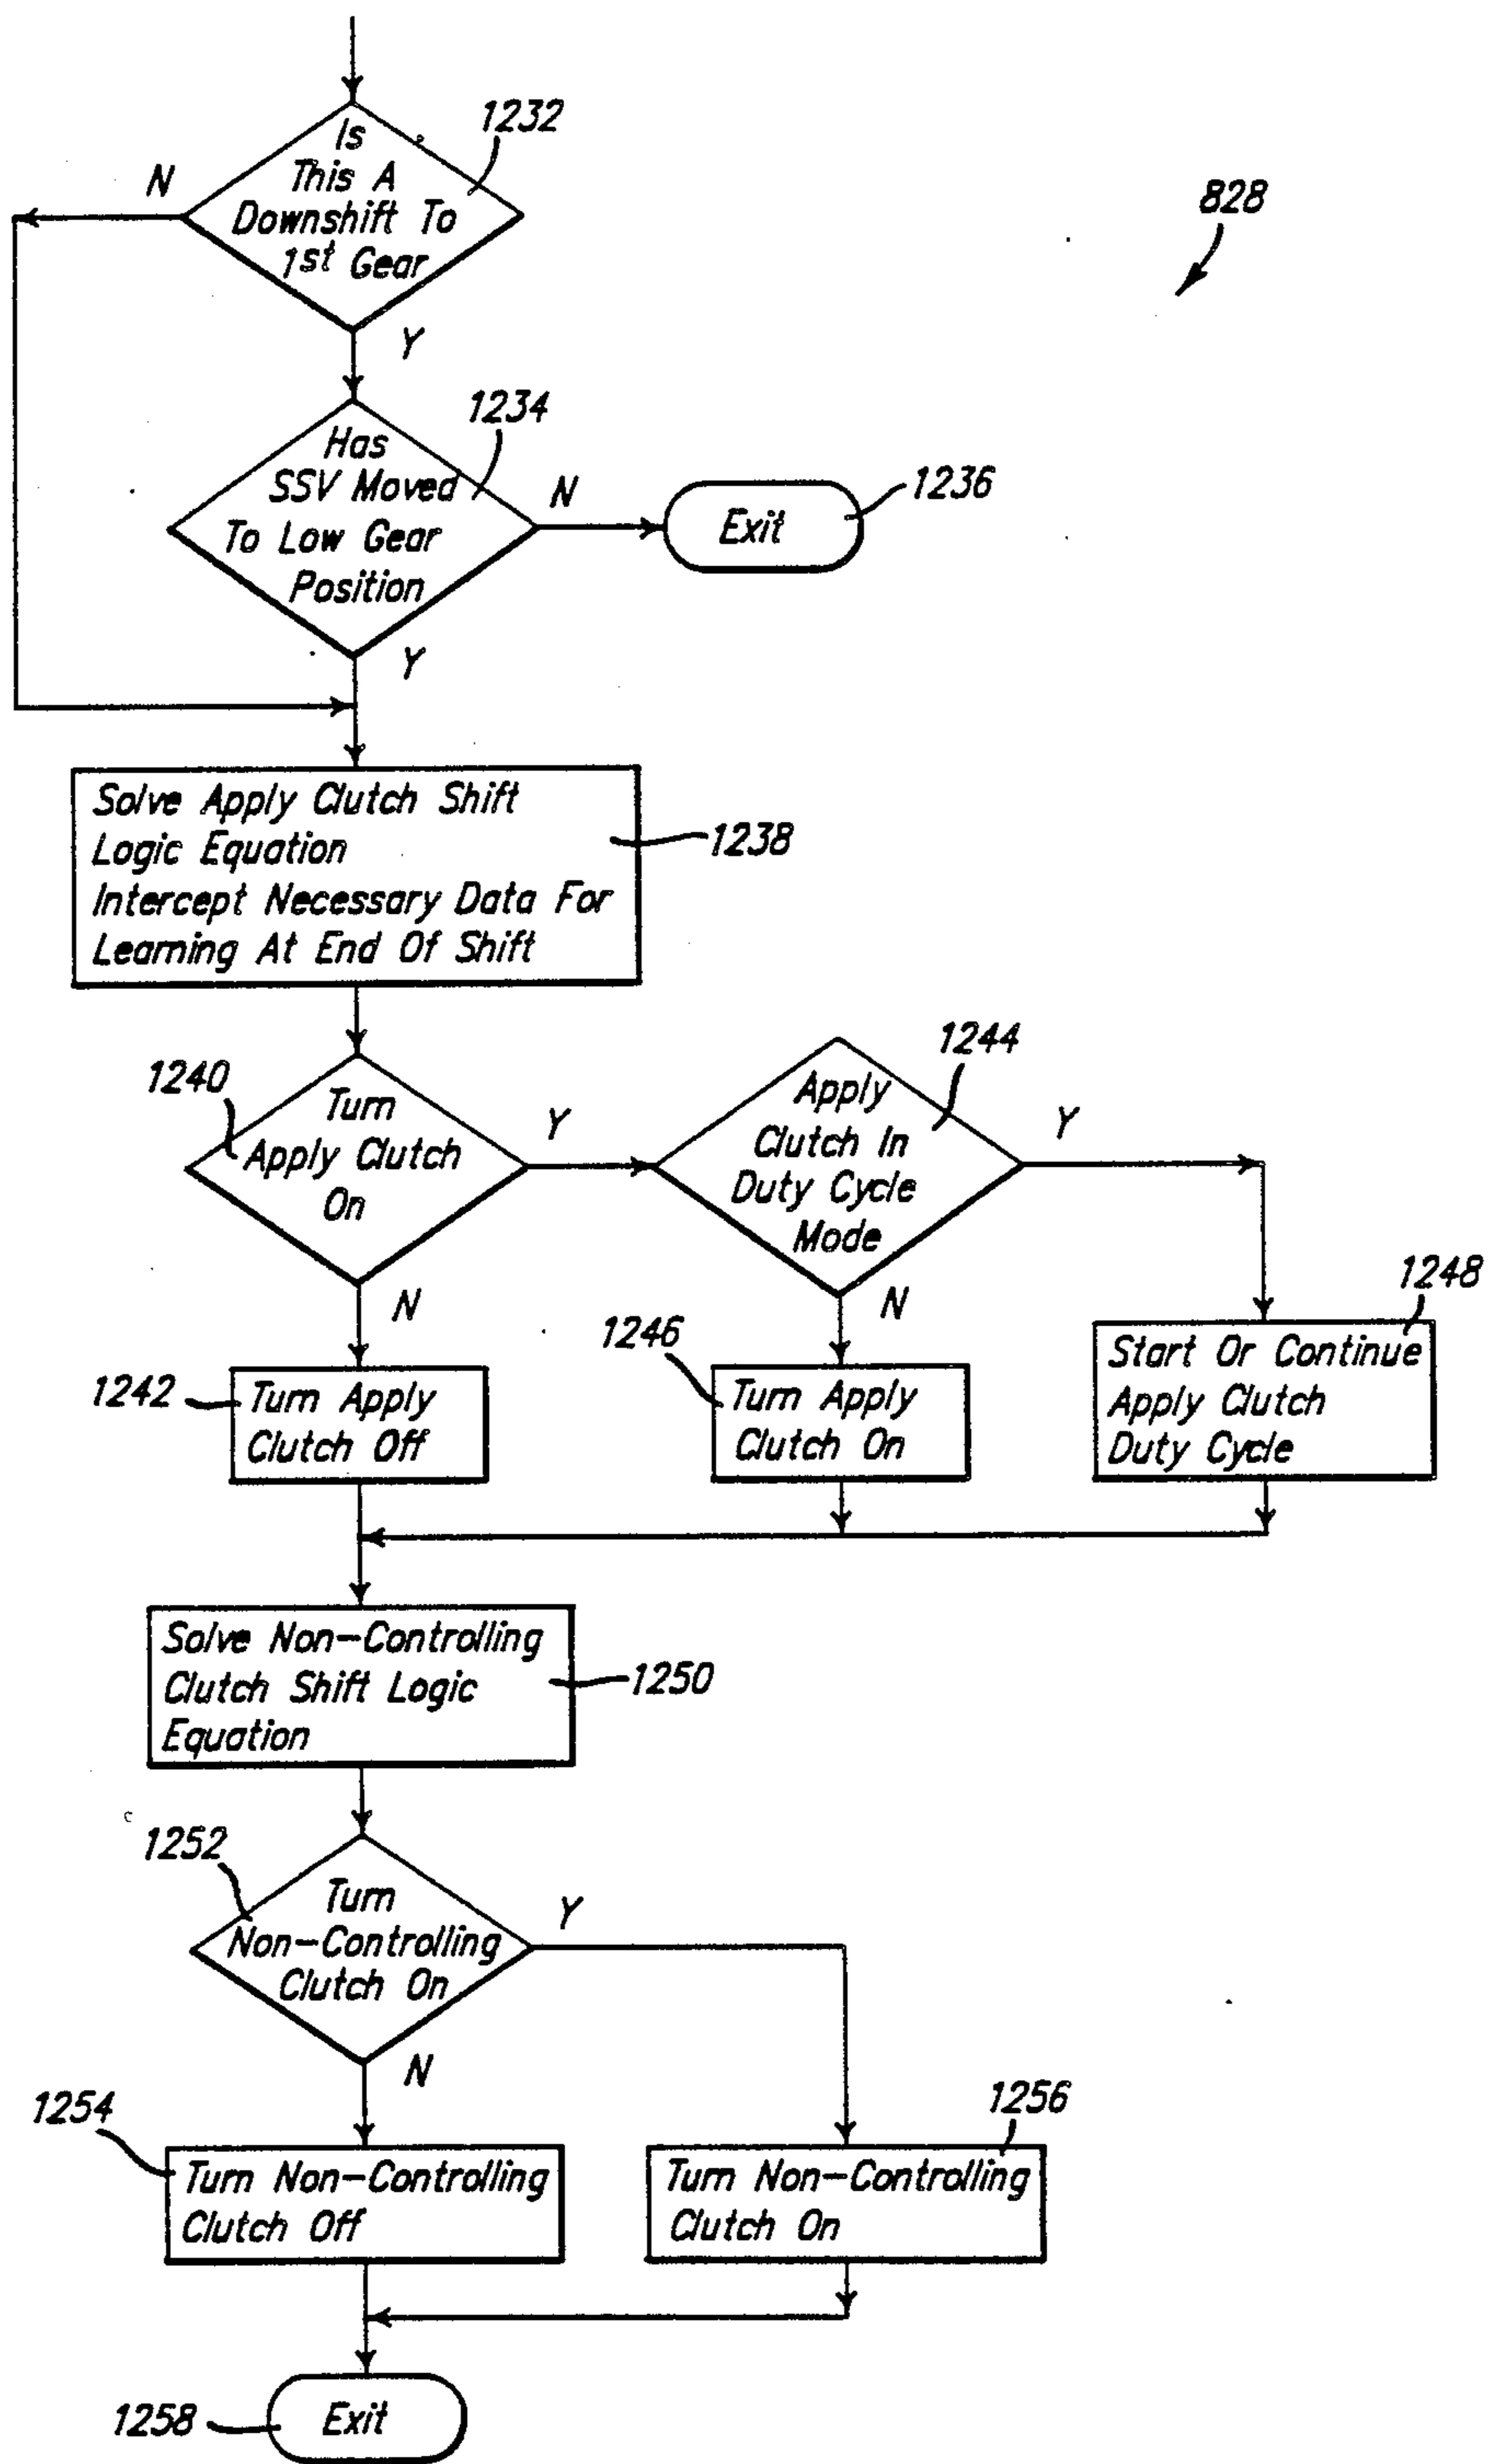 Is
This A
Downshift To
1st Gear
1232
N
Y
828
Has
SSV Moved
To Low Gear
Position
1234
N
Y
Exit
1236
Solve Apply Clutch Shift
Logic Equation
Intercept Necessary Data For
Learning At End Of Shift
1238
1240
Turn
Apply Clutch
On
Y
N
1244
Apply
Clutch In
Duty Cycle
Mode
Y
N
1242
Turn Apply
Clutch Off
1246
Turn Apply
Clutch On
1248
Start Or Continue
Apply Clutch
Duty Cycle
Solve Non-Controlling
Clutch Shift Logic
Equation
1250
1252
Turn
Non-Controlling
Clutch On
Y
N
1254
Turn Non-Controlling
Clutch Off
1256
Turn Non-Controlling
Clutch On
1258
Exit